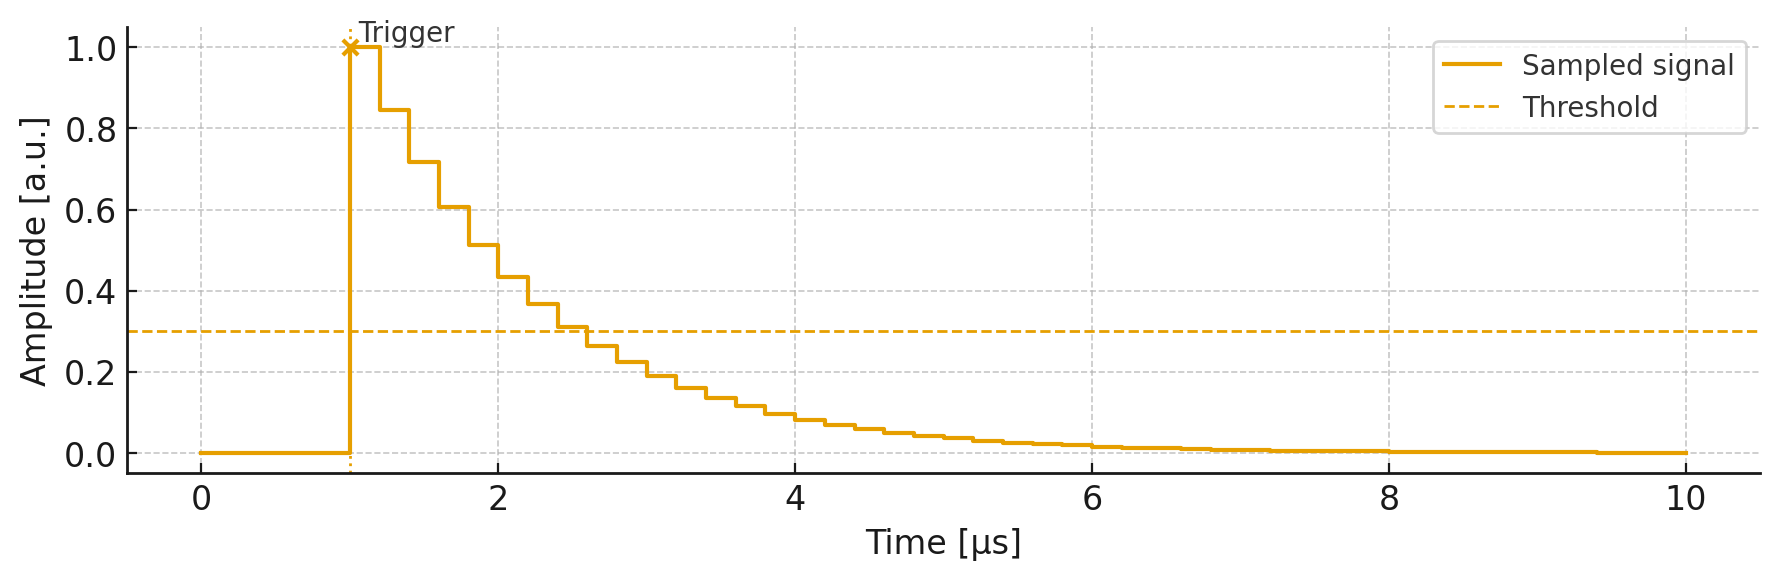 Trigger
Sampled signal
Threshold
Amplitude [a.u.]
1.0
0.8
0.6
0.4
0.2
0.0
0 2 4 6 8 10
Time [µs]